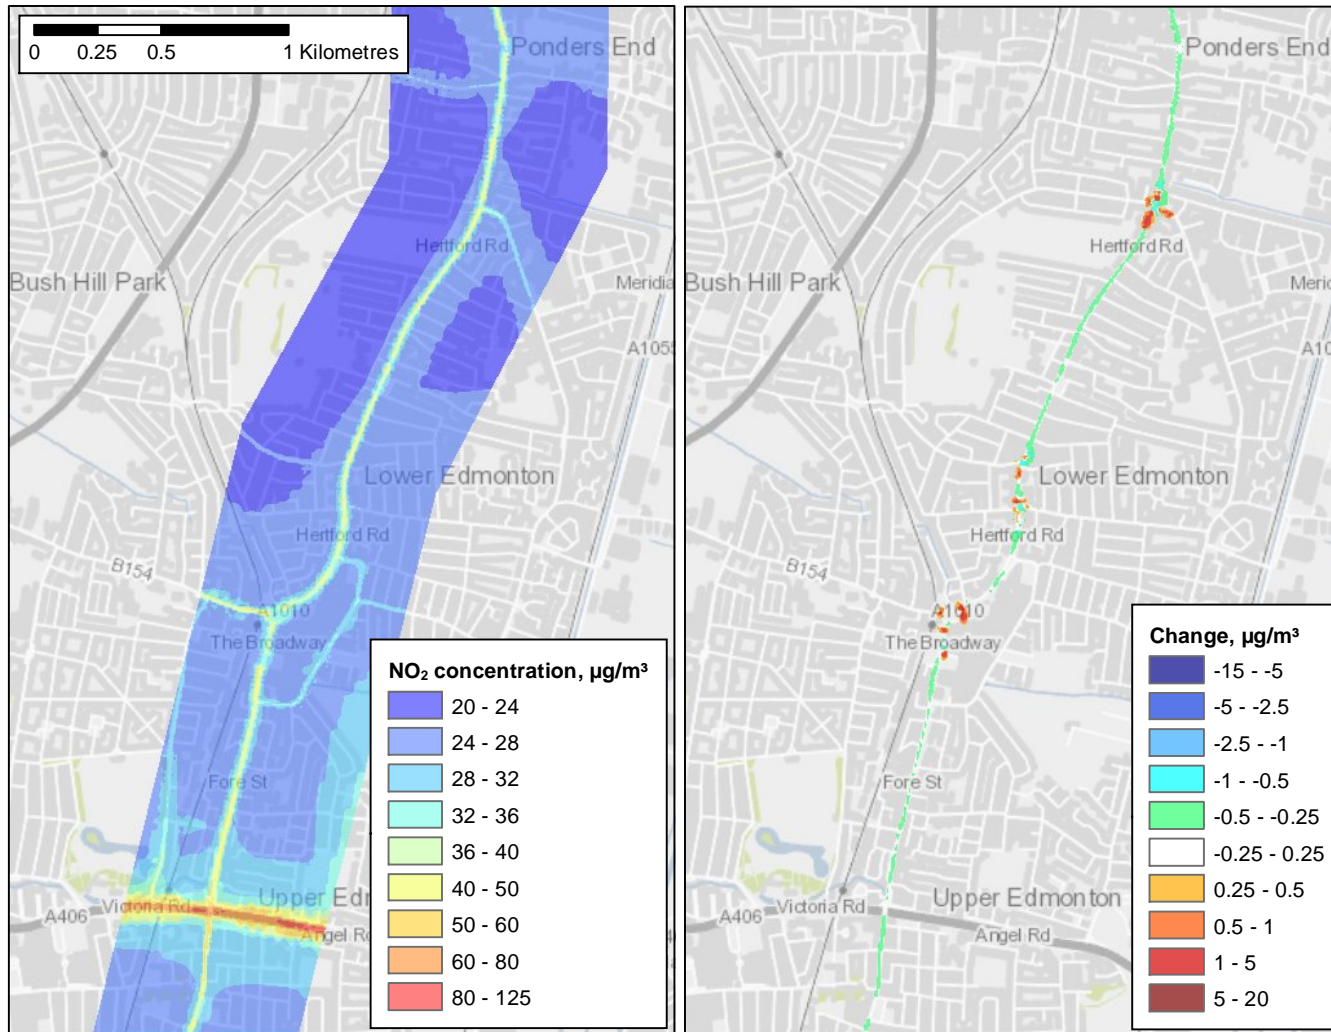 0 0.25 0.5 1 Kilometres
Ponders End
Hertford Rd
Bush Hill Park
Meridia
A1055
Lower Edmonton
Hertford Rd
B154
A1010
The Broadway
Fore St
Upper Ed
A406
Victoria Rd
Angel Ro
NO₂ concentration, µg/m³
20 - 24
24 - 28
28 - 32
32 - 36
36 - 40
40 - 50
50 - 60
60 - 80
80 - 125
Ponders End
Hertford Rd
Bush Hill Park
Meric
A10
Lower Edmonton
Hertford Rd
B154
A1010
The Broadway
Fore St
Upper Edmonton
A406
Victoria Rd
Angel Rd
Change, µg/m³
-15 - -5
-5 - -2.5
-2.5 - -1
-1 - -0.5
-0.5 - -0.25
-0.25 - 0.25
0.25 - 0.5
0.5 - 1
1 - 5
5 - 20